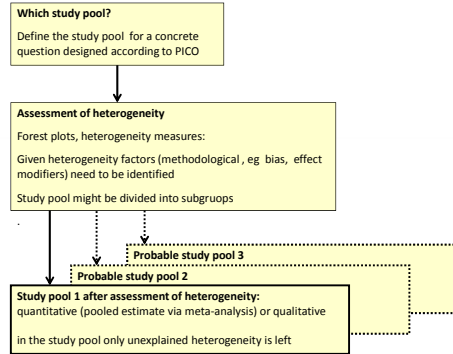 Which study pool?
Define the study pool for a concrete
question designed according to PICO
Assessment of heterogeneity
Forest plots, heterogeneity measures:
Given heterogeneity factors (methodological , eg bias, effect
modifiers) need to be identified
Study pool might be divided into subgruops
.
Probable study pool 3
Probable study pool 2
Study pool 1 after assessment of heterogeneity:
quantitative (pooled estimate via meta-analysis) or qualitative
in the study pool only unexplained heterogeneity is left